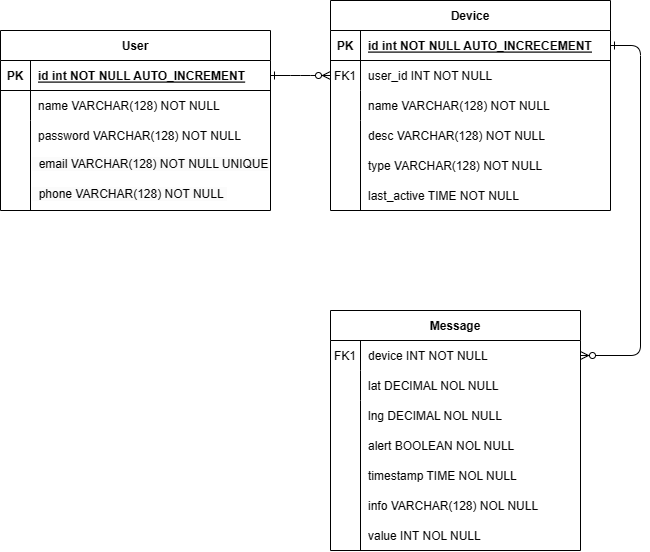 User
PK id int NOT NULL AUTO_INCREMENT
name VARCHAR(128) NOT NULL
password VARCHAR(128) NOT NULL
email VARCHAR(128) NOT NULL UNIQUE
phone VARCHAR(128) NOT NULL
Device
PK id int NOT NULL AUTO_INCRECEMENT
FK1 user_id INT NOT NULL
name VARCHAR(128) NOT NULL
desc VARCHAR(128) NOT NULL
type VARCHAR(128) NOT NULL
last_active TIME NOT NULL
Message
FK1 device INT NOT NULL
lat DECIMAL NOL NULL
lng DECIMAL NOL NULL
alert BOOLEAN NOL NULL
timestamp TIME NOL NULL
info VARCHAR(128) NOL NULL
value INT NOL NULL